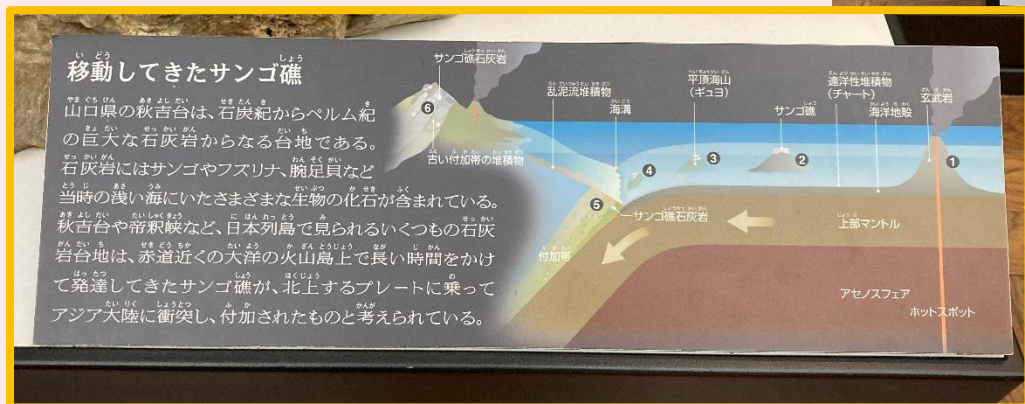 移動してきたサンゴ礁
山口県の秋吉台は、石炭紀からペルム紀
の巨大な石灰岩からなる台地である。
石灰岩にはサンゴやフズリナ、腕足貝など
当時の浅い海にいたさまざまな生物の化石が含まれている。
秋吉台や帝釈峡など、日本列島で見られるいくつもの石灰
岩台地は、赤道近くの大洋の火山島上で長い時間をかけ
て発達してきたサンゴ礁が、北上するプレートに乗って
アジア大陸に衝突し、付加されたものと考えられている。
サンゴ礁石灰岩
乱泥流堆積物
海溝
平頂海山
(ギュヨ)
サンゴ礁
遠洋性堆積物
(チャート)
海洋地殻
玄武岩
❻
古い付加帯の堆積物
❹
❸
❷
❶
❺
サンゴ礁石灰岩
付加帯
上部マントル
アセノスフェア
ホットスポット